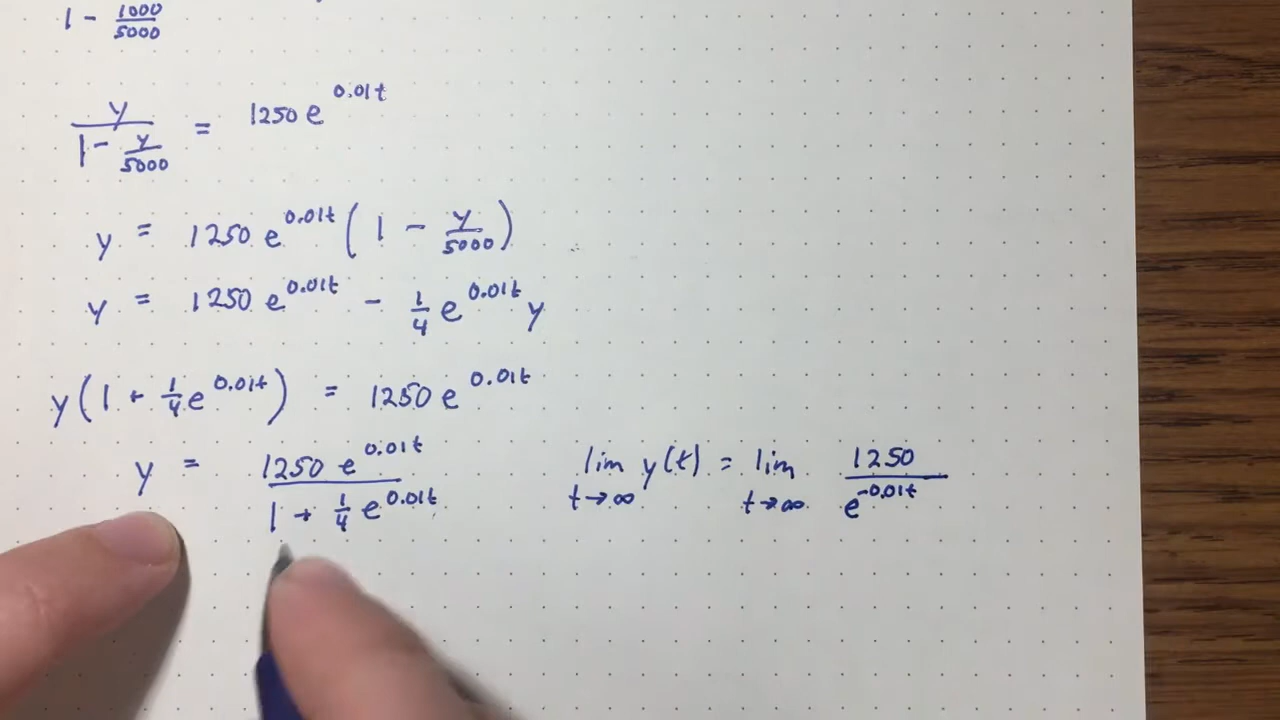 1 - 1000/5000
y/(1 - y/5000) = 1250 e^0.01t
y = 1250 e^0.01t (1 - y/5000)
y = 1250 e^0.01t - 1/4 e^0.01t y
y(1 + 1/4 e^0.01t) = 1250 e^0.01t
y = 1250 e^0.01t/(1 + 1/4 e^0.01t)
lim t→∞ y(t) = lim t→∞ 1250/e^-0.01t